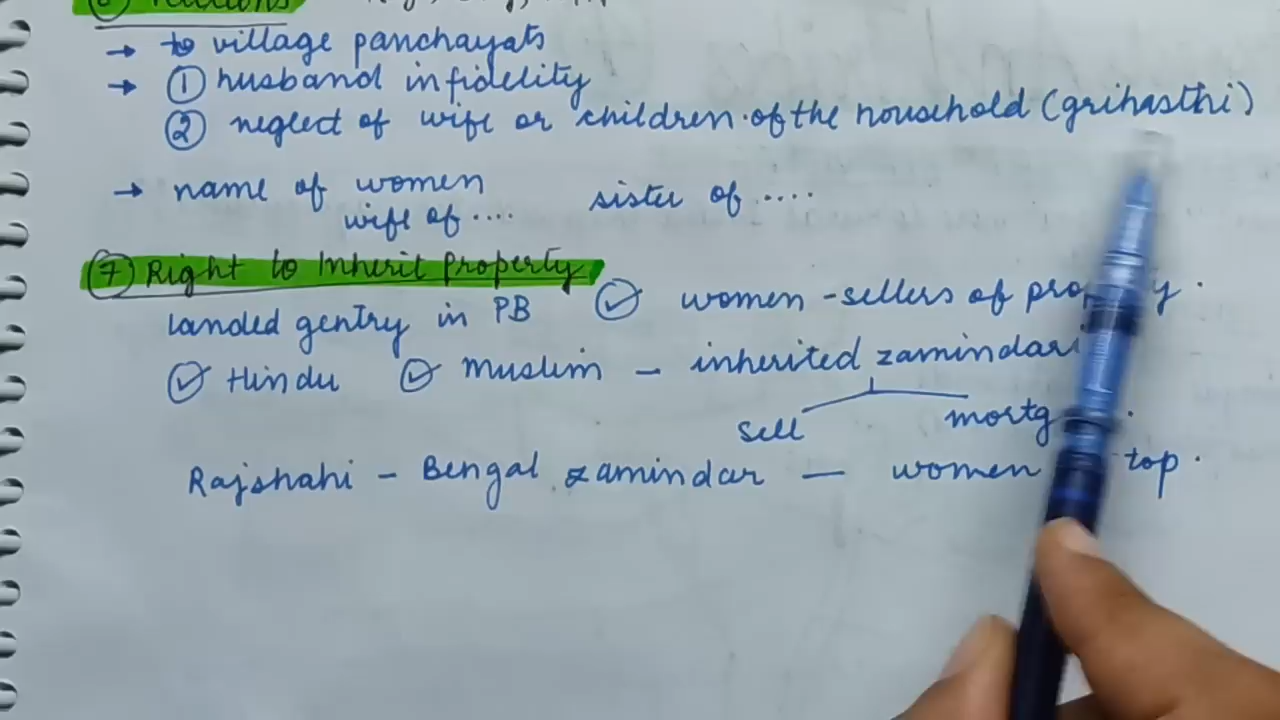 → to village panchayats
→ ① husband infidelity
② neglect of wife or children of the household (grihasthi)
→ name of women
wife of .... sister of ....
⑦ Right to Inherit Property
landed gentry in PB women - sellers of
Hindu Muslim - inherited zamindari
sell
Rajshahi - Bengal zamindar — women top.